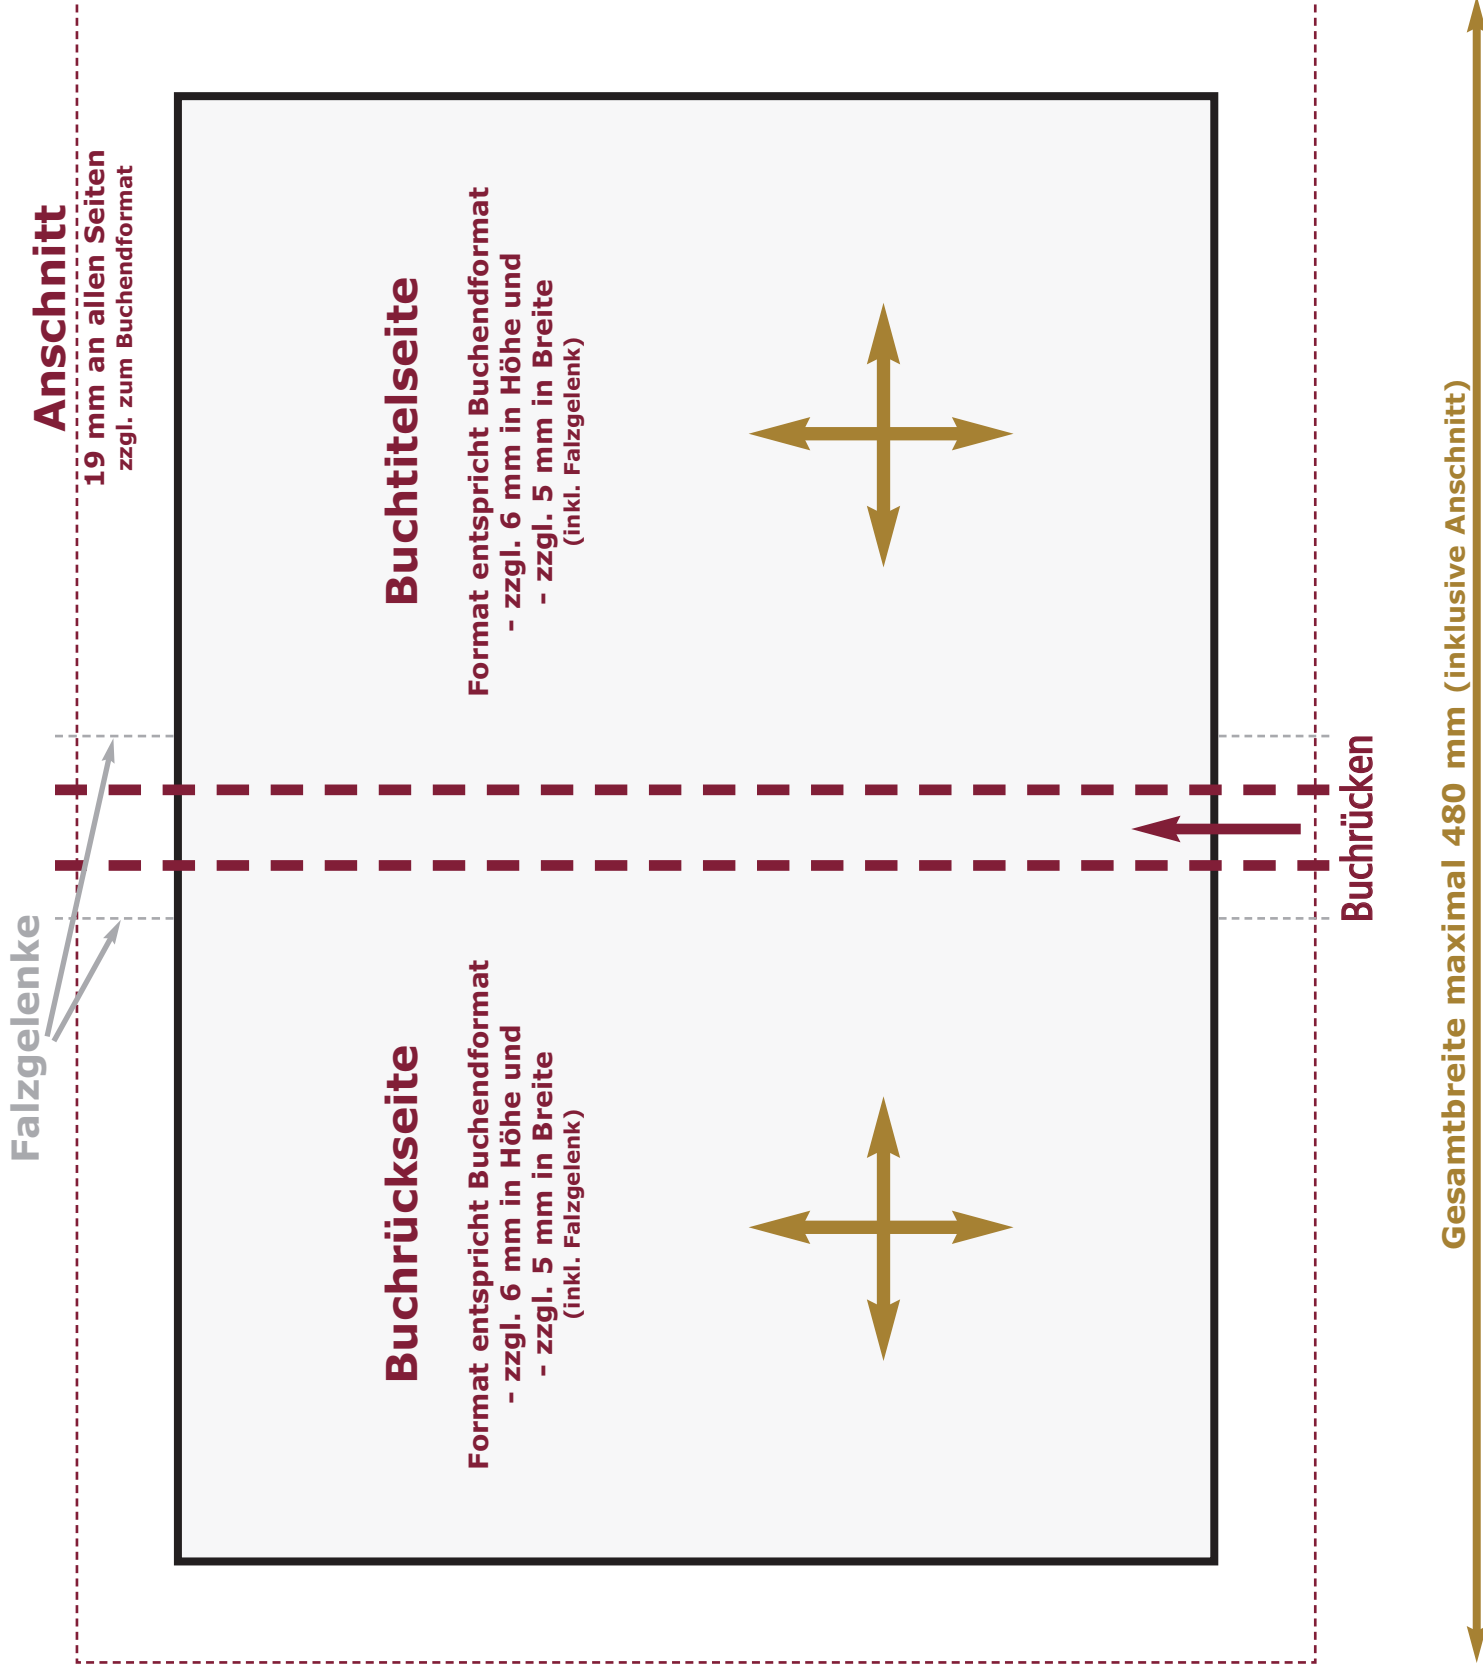 Anschnitt
19 mm an allen Seiten
zzgl. zum Buchendformat
Falzgelenke
Buchrückseite
Format entspricht Buchendformat
– zzgl. 6 mm in Höhe und
– zzgl. 5 mm in Breite
(inkl. Falzgelenk)
Buchtitelseite
Format entspricht Buchendformat
– zzgl. 6 mm in Höhe und
– zzgl. 5 mm in Breite
(inkl. Falzgelenk)
Buchrücken
Gesamtbreite maximal 480 mm (inklusive Anschnitt)